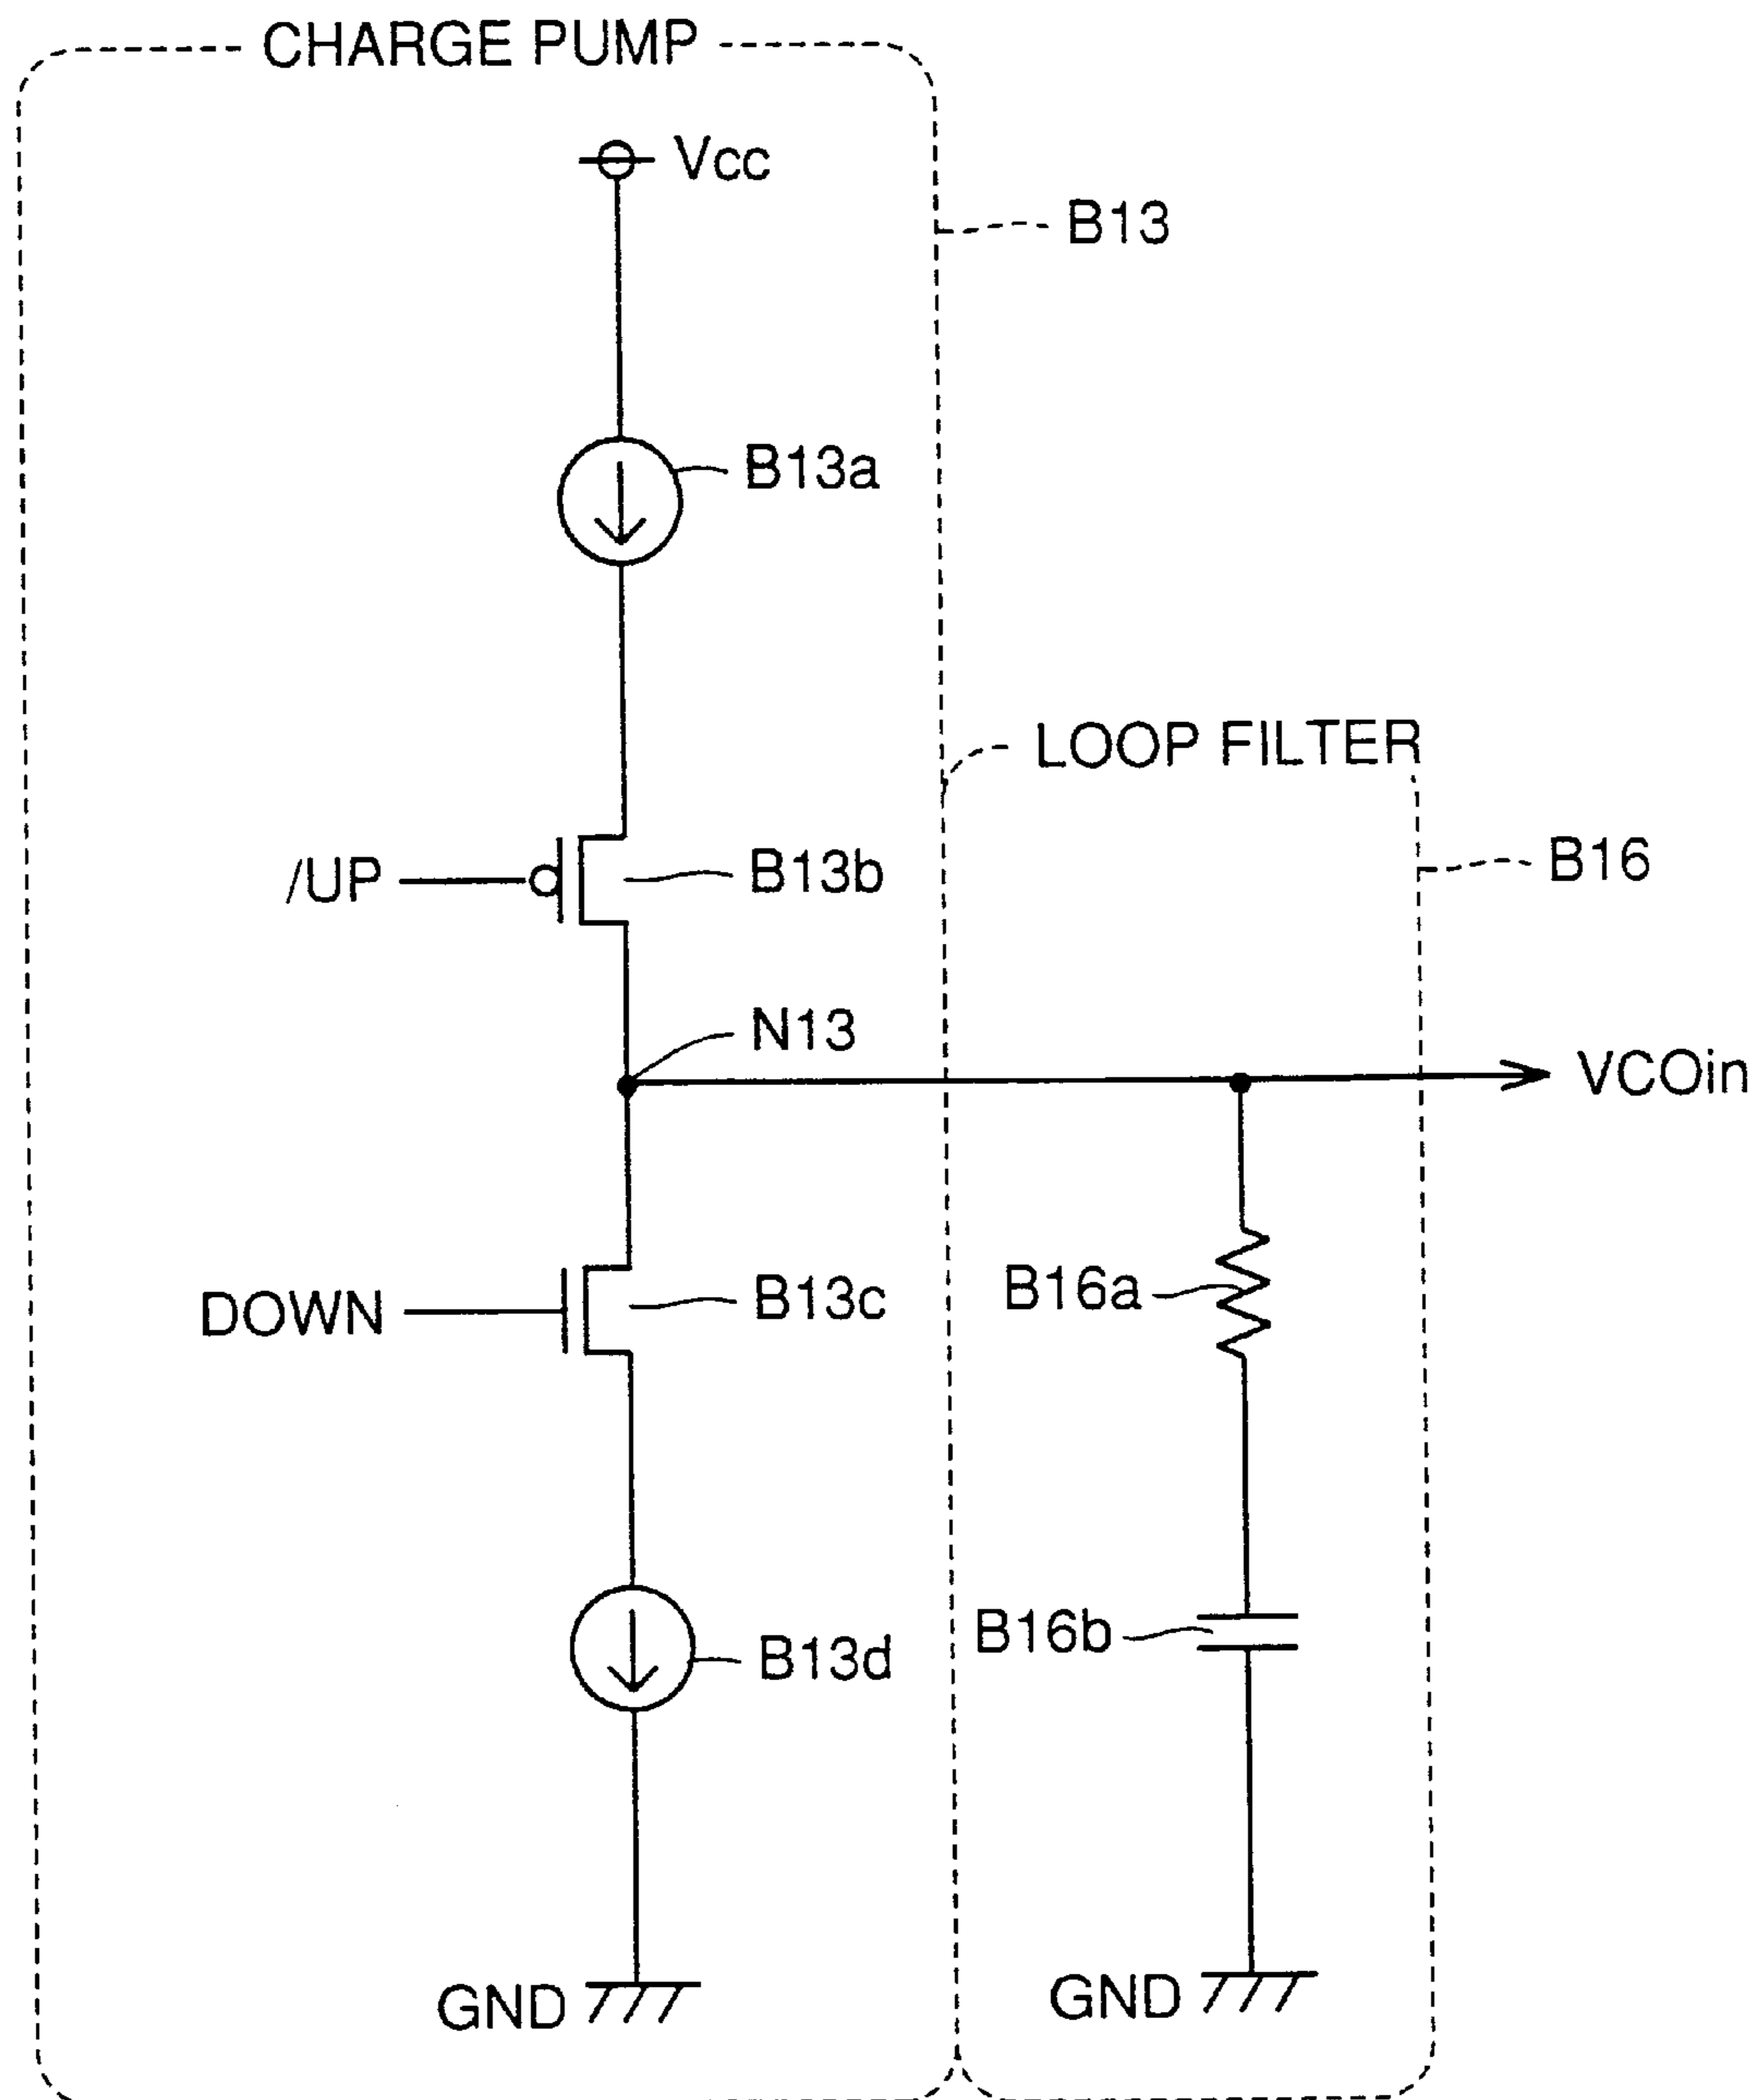 CHARGE PUMP
Vcc
B13
B13a
LOOP FILTER
/UP
B13b
B16
N13
VCOin
DOWN
B13c
B16a
B16b
B13d
GND
GND